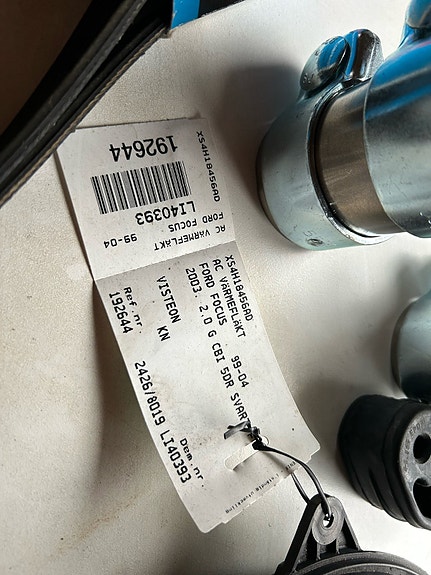 XS4H18456AD
192644
LI40393
FORD FOCUS 99-04
AC VÄRMEFLÄKT
XS4H18456AD
AC VÄRMEFLÄKT
FORD FOCUS 99-04
2003. 2.0 G CBI 5DR SVART
VISTEON KN
Ref.nr. Dem.nr
192644 2426/8019 LI40393